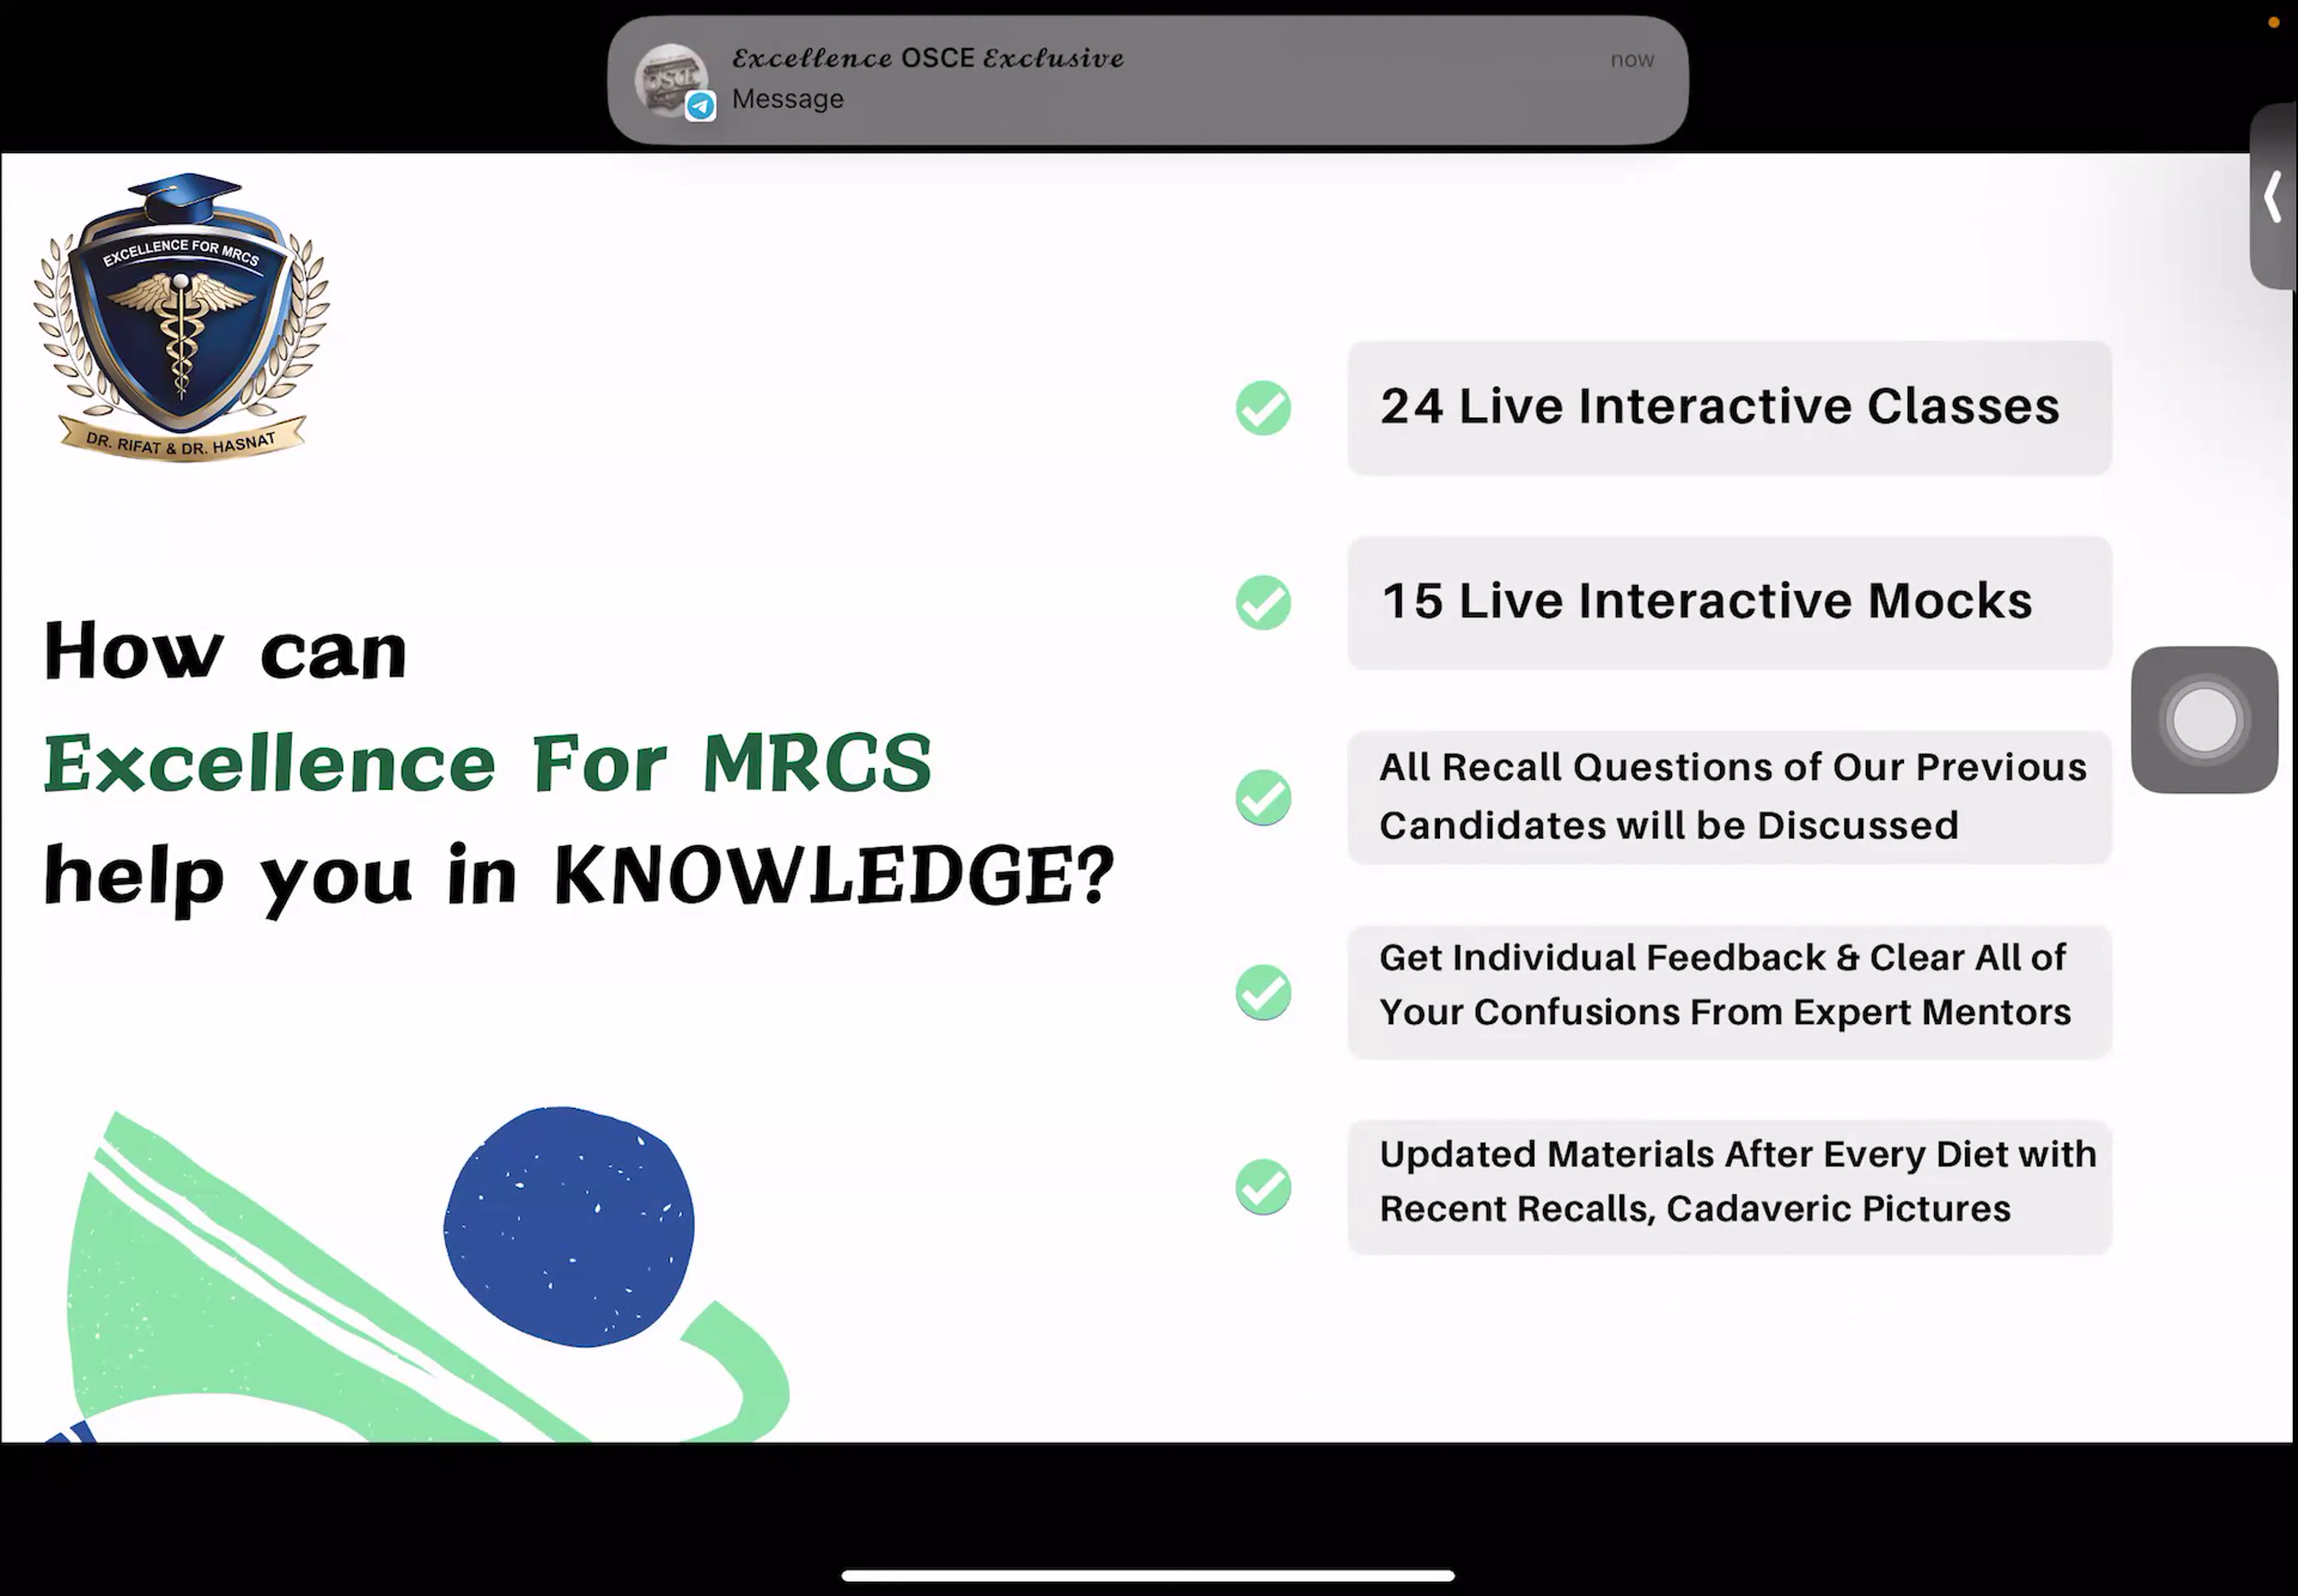 Excellence OSCE Exclusive
now
Message
OSCE
EXCELLENCE FOR MRCS
DR. RIFAT & DR. HASNAT
How can
Excellence For MRCS
help you in KNOWLEDGE?
24 Live Interactive Classes
15 Live Interactive Mocks
All Recall Questions of Our Previous
Candidates will be Discussed
Get Individual Feedback & Clear All of
Your Confusions From Expert Mentors
Updated Materials After Every Diet with
Recent Recalls, Cadaveric Pictures